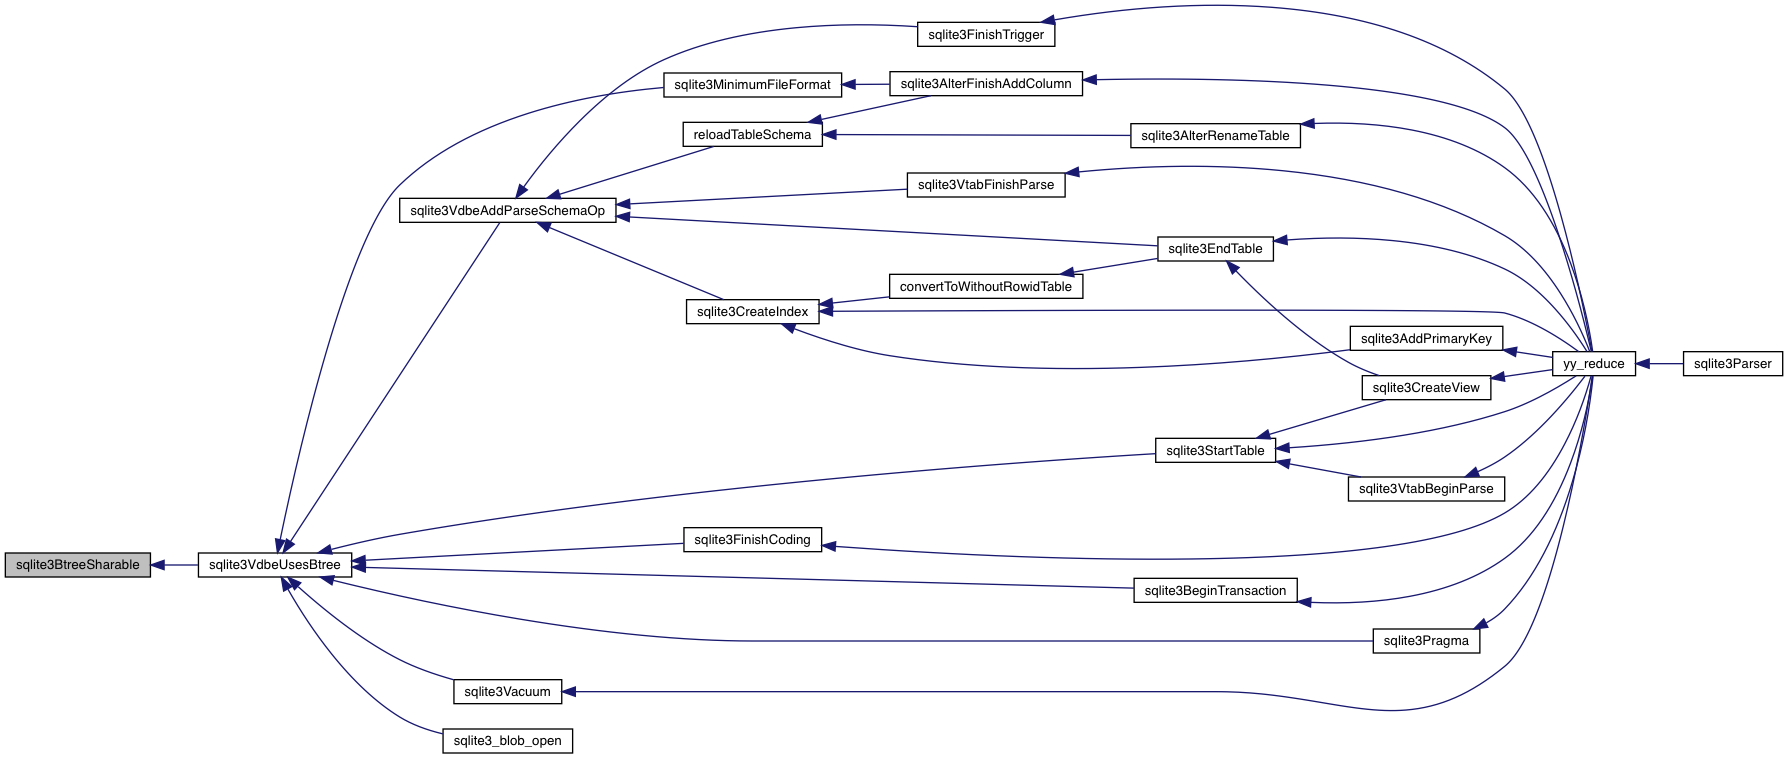 sqlite3FinishTrigger
sqlite3MinimumFileFormat
sqlite3AlterFinishAddColumn
reloadTableSchema
sqlite3AlterRenameTable
sqlite3VtabFinishParse
sqlite3VdbeAddParseSchemaOp
sqlite3EndTable
convertToWithoutRowidTable
sqlite3CreateIndex
sqlite3AddPrimaryKey
yy_reduce
sqlite3Parser
sqlite3CreateView
sqlite3StartTable
sqlite3VtabBeginParse
sqlite3FinishCoding
sqlite3BtreeSharable
sqlite3VdbeUsesBtree
sqlite3BeginTransaction
sqlite3Pragma
sqlite3Vacuum
sqlite3_blob_open